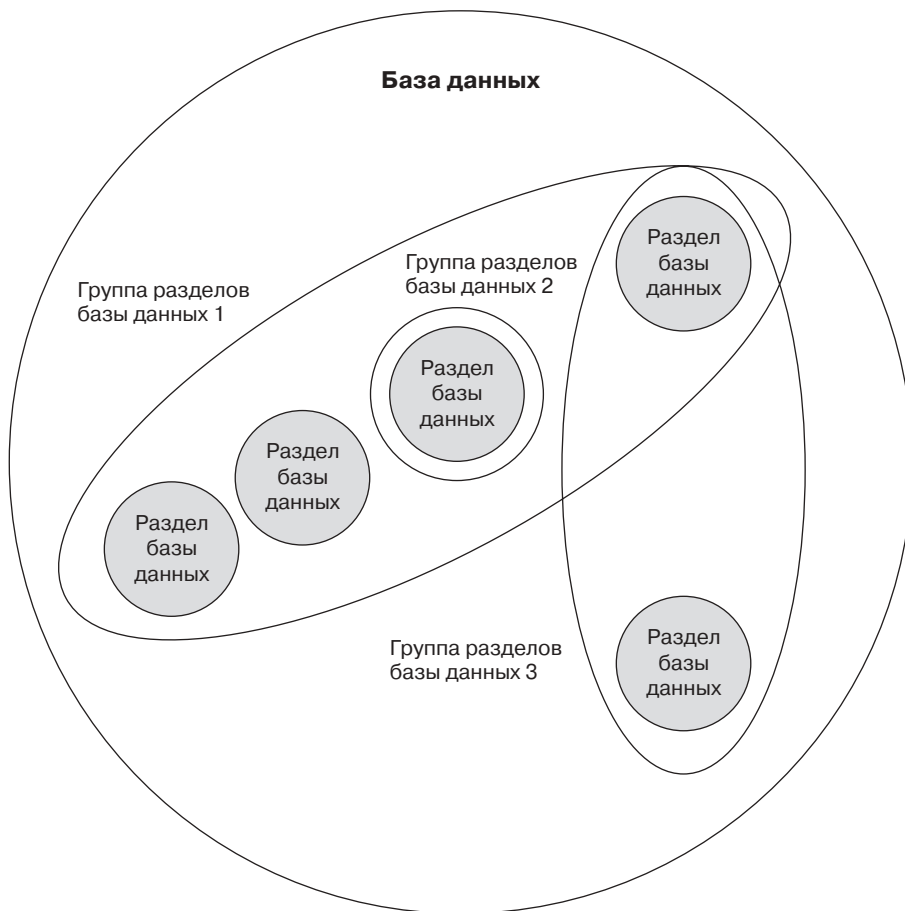 База данных
Группа разделов
базы данных 1
Группа разделов
базы данных 2
Раздел
базы
данных
Раздел
базы
данных
Раздел
базы
данных
Раздел
базы
данных
Группа разделов
базы данных 3
Раздел
базы
данных